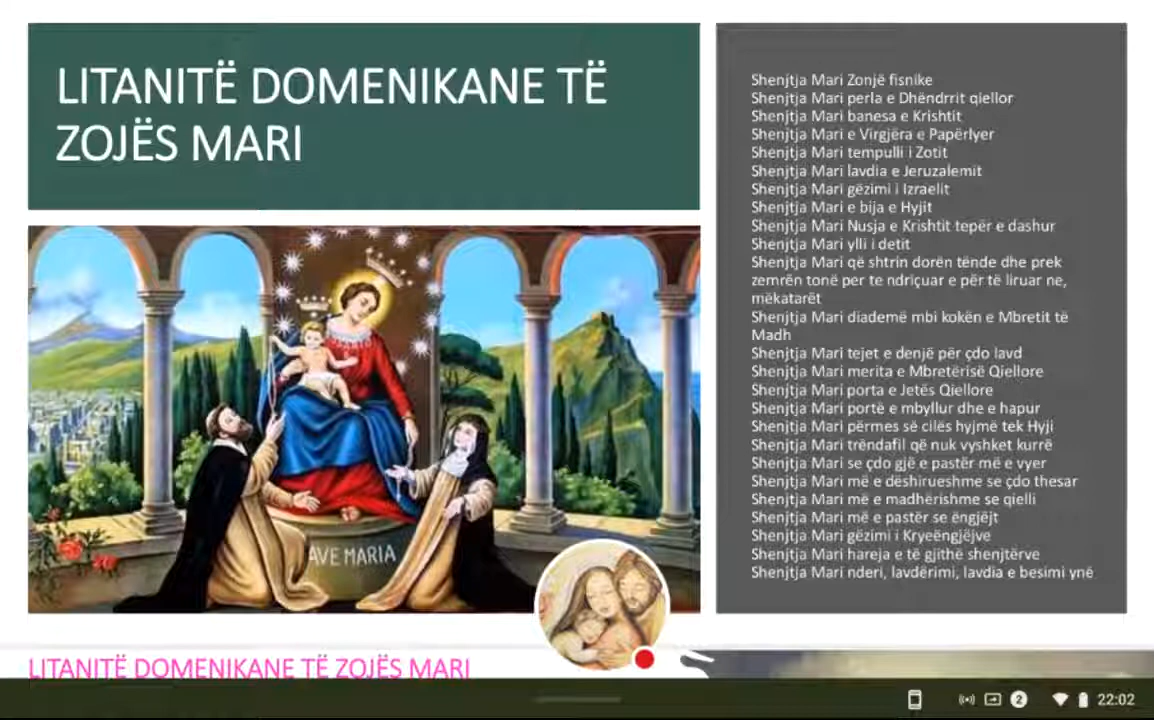 LITANITË DOMENIKANE TË
ZOJËS MARI
Shenjtja Mari Zonjë fisnike
Shenjtja Mari perla e Dhëndrrit qiellor
Shenjtja Mari banesa e Krishtit
Shenjtja Mari e Virgjëra e Papërlyer
Shenjtja Mari tempulli i Zotit
Shenjtja Mari lavdia e Jeruzalemit
Shenjtja Mari gëzimi i Izraelit
Shenjtja Mari e bija e Hyjit
Shenjtja Mari Nusja e Krishtit tepër e dashur
Shenjtja Mari ylli i detit
Shenjtja Mari që shtrin dorën tënde dhe prek
zemrën tonë per te ndriçuar e për të liruar ne,
mëkatarët
Shenjtja Mari diademë mbi kokën e Mbretit të
Madh
Shenjtja Mari tejet e denjë për çdo lavd
Shenjtja Mari merita e Mbretërisë Qiellore
Shenjtja Mari porta e Jetës Qiellore
Shenjtja Mari portë e mbyllur dhe e hapur
Shenjtja Mari përmes së cilës hyjmë tek Hyji
Shenjtja Mari trëndafil që nuk vyshket kurrë
Shenjtja Mari se çdo gjë e pastër më e vyer
Shenjtja Mari më e dëshirueshme se çdo thesar
Shenjtja Mari më e madhërishme se qielli
Shenjtja Mari më e pastër se ëngjëjt
Shenjtja Mari gëzimi i Kryeëngjëjve
Shenjtja Mari hareja e të gjithë shenjtërve
Shenjtja Mari nderi, lavdërimi, lavdia e besimi ynë
AVE MARIA
LITANITË DOMENIKANE TË ZOJËS MARI
2
22:02